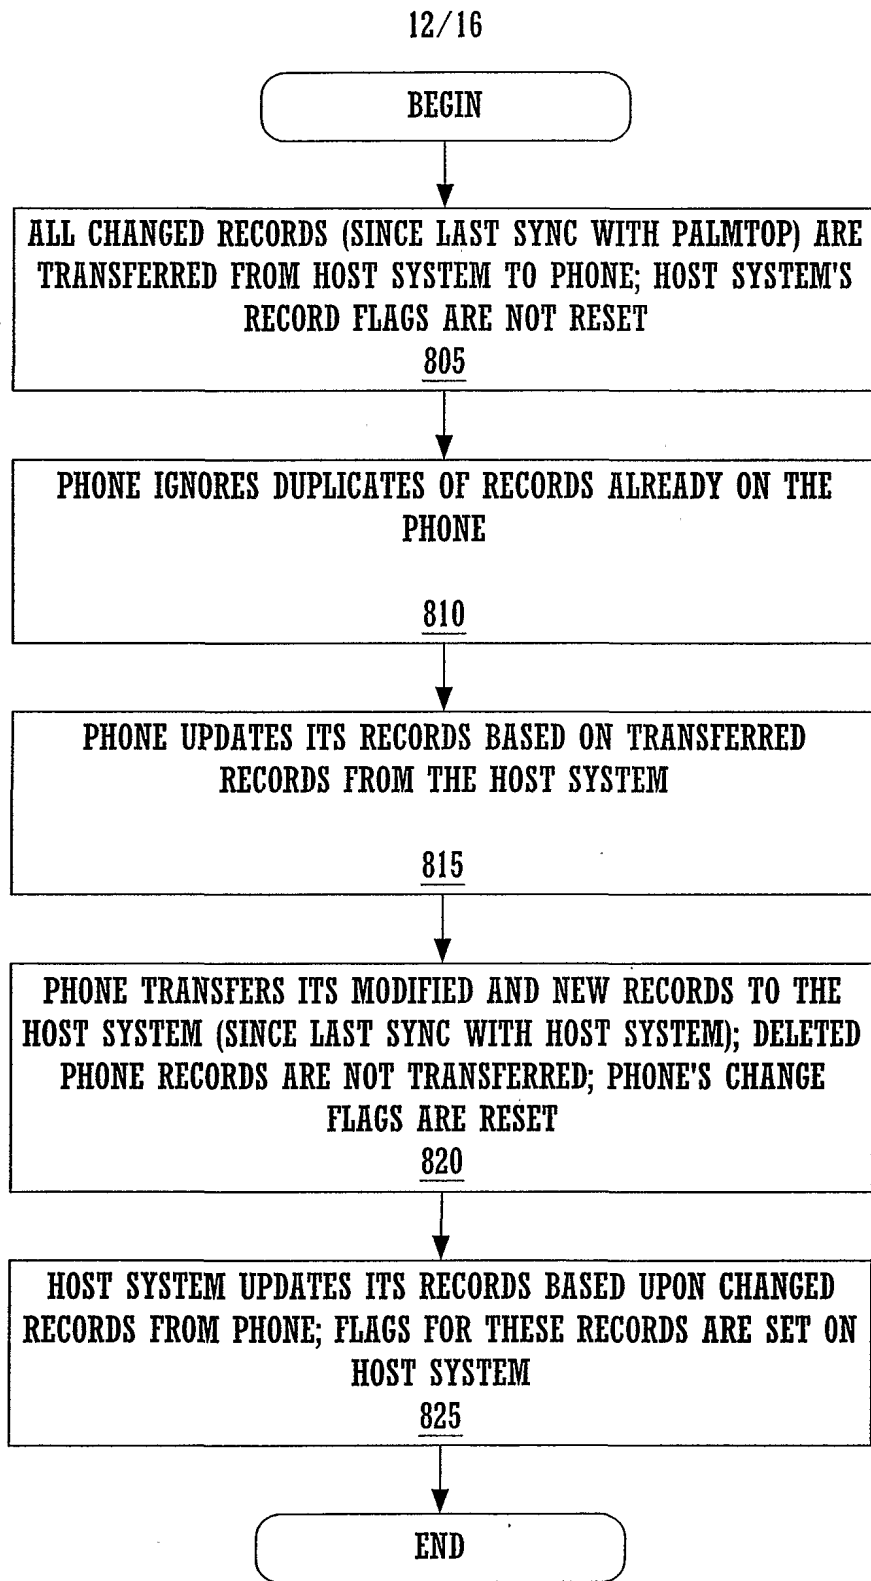 12/16
BEGIN
ALL CHANGED RECORDS (SINCE LAST SYNC WITH PALMTOP) ARE
TRANSFERRED FROM HOST SYSTEM TO PHONE; HOST SYSTEM'S
RECORD FLAGS ARE NOT RESET
805
PHONE IGNORES DUPLICATES OF RECORDS ALREADY ON THE
PHONE
810
PHONE UPDATES ITS RECORDS BASED ON TRANSFERRED
RECORDS FROM THE HOST SYSTEM
815
PHONE TRANSFERS ITS MODIFIED AND NEW RECORDS TO THE
HOST SYSTEM (SINCE LAST SYNC WITH HOST SYSTEM); DELETED
PHONE RECORDS ARE NOT TRANSFERRED; PHONE'S CHANGE
FLAGS ARE RESET
820
HOST SYSTEM UPDATES ITS RECORDS BASED UPON CHANGED
RECORDS FROM PHONE; FLAGS FOR THESE RECORDS ARE SET ON
HOST SYSTEM
825
END